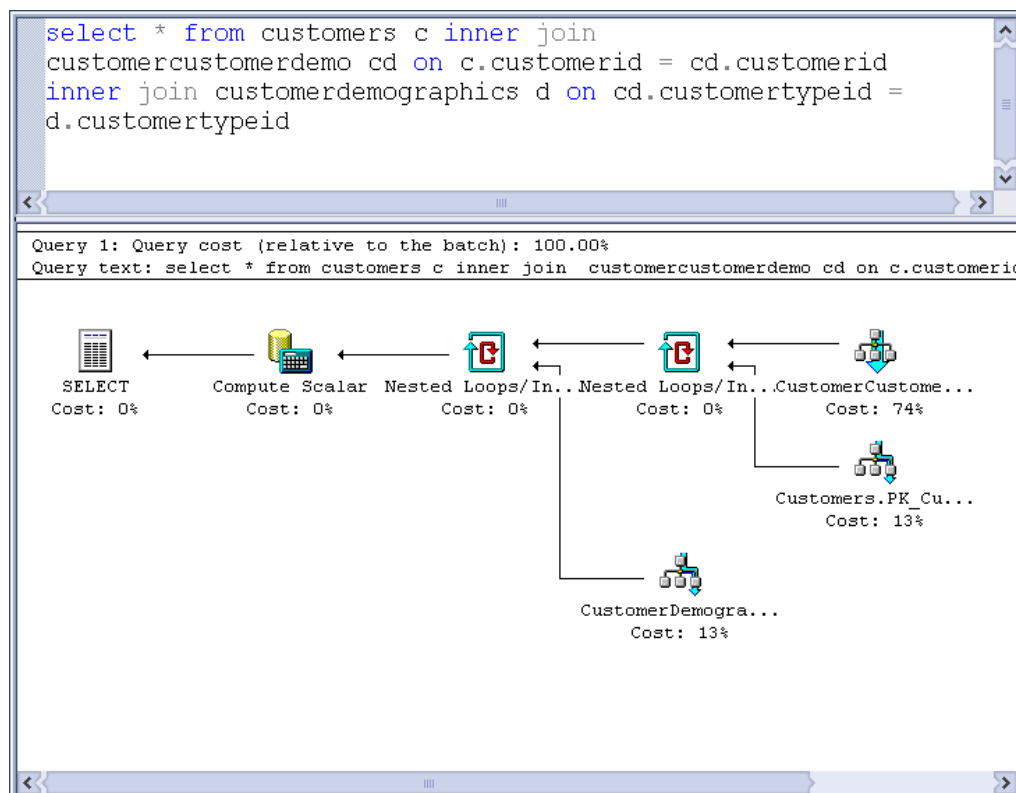 select * from customers c inner join
customercustomerdemo cd on c.customerid = cd.customerid
inner join customerdemographics d on cd.customertypeid =
d.customertypeid
Query 1: Query cost (relative to the batch): 100.00%
Query text: select * from customers c inner join  customercustomerdemo cd on c.customerid
SELECT
Cost: 0%
Compute Scalar
Cost: 0%
Nested Loops/In...
Cost: 0%
Nested Loops/In...
Cost: 0%
CustomerCustome...
Cost: 74%
Customers.PK_Cu...
Cost: 13%
CustomerDemogra...
Cost: 13%